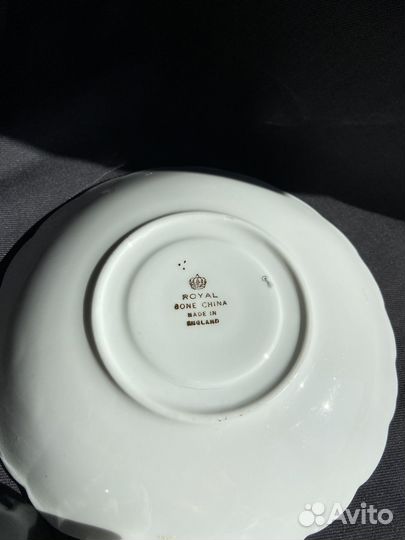 ROYAL
BONE CHINA
MADE IN
ENGLAND
Avito